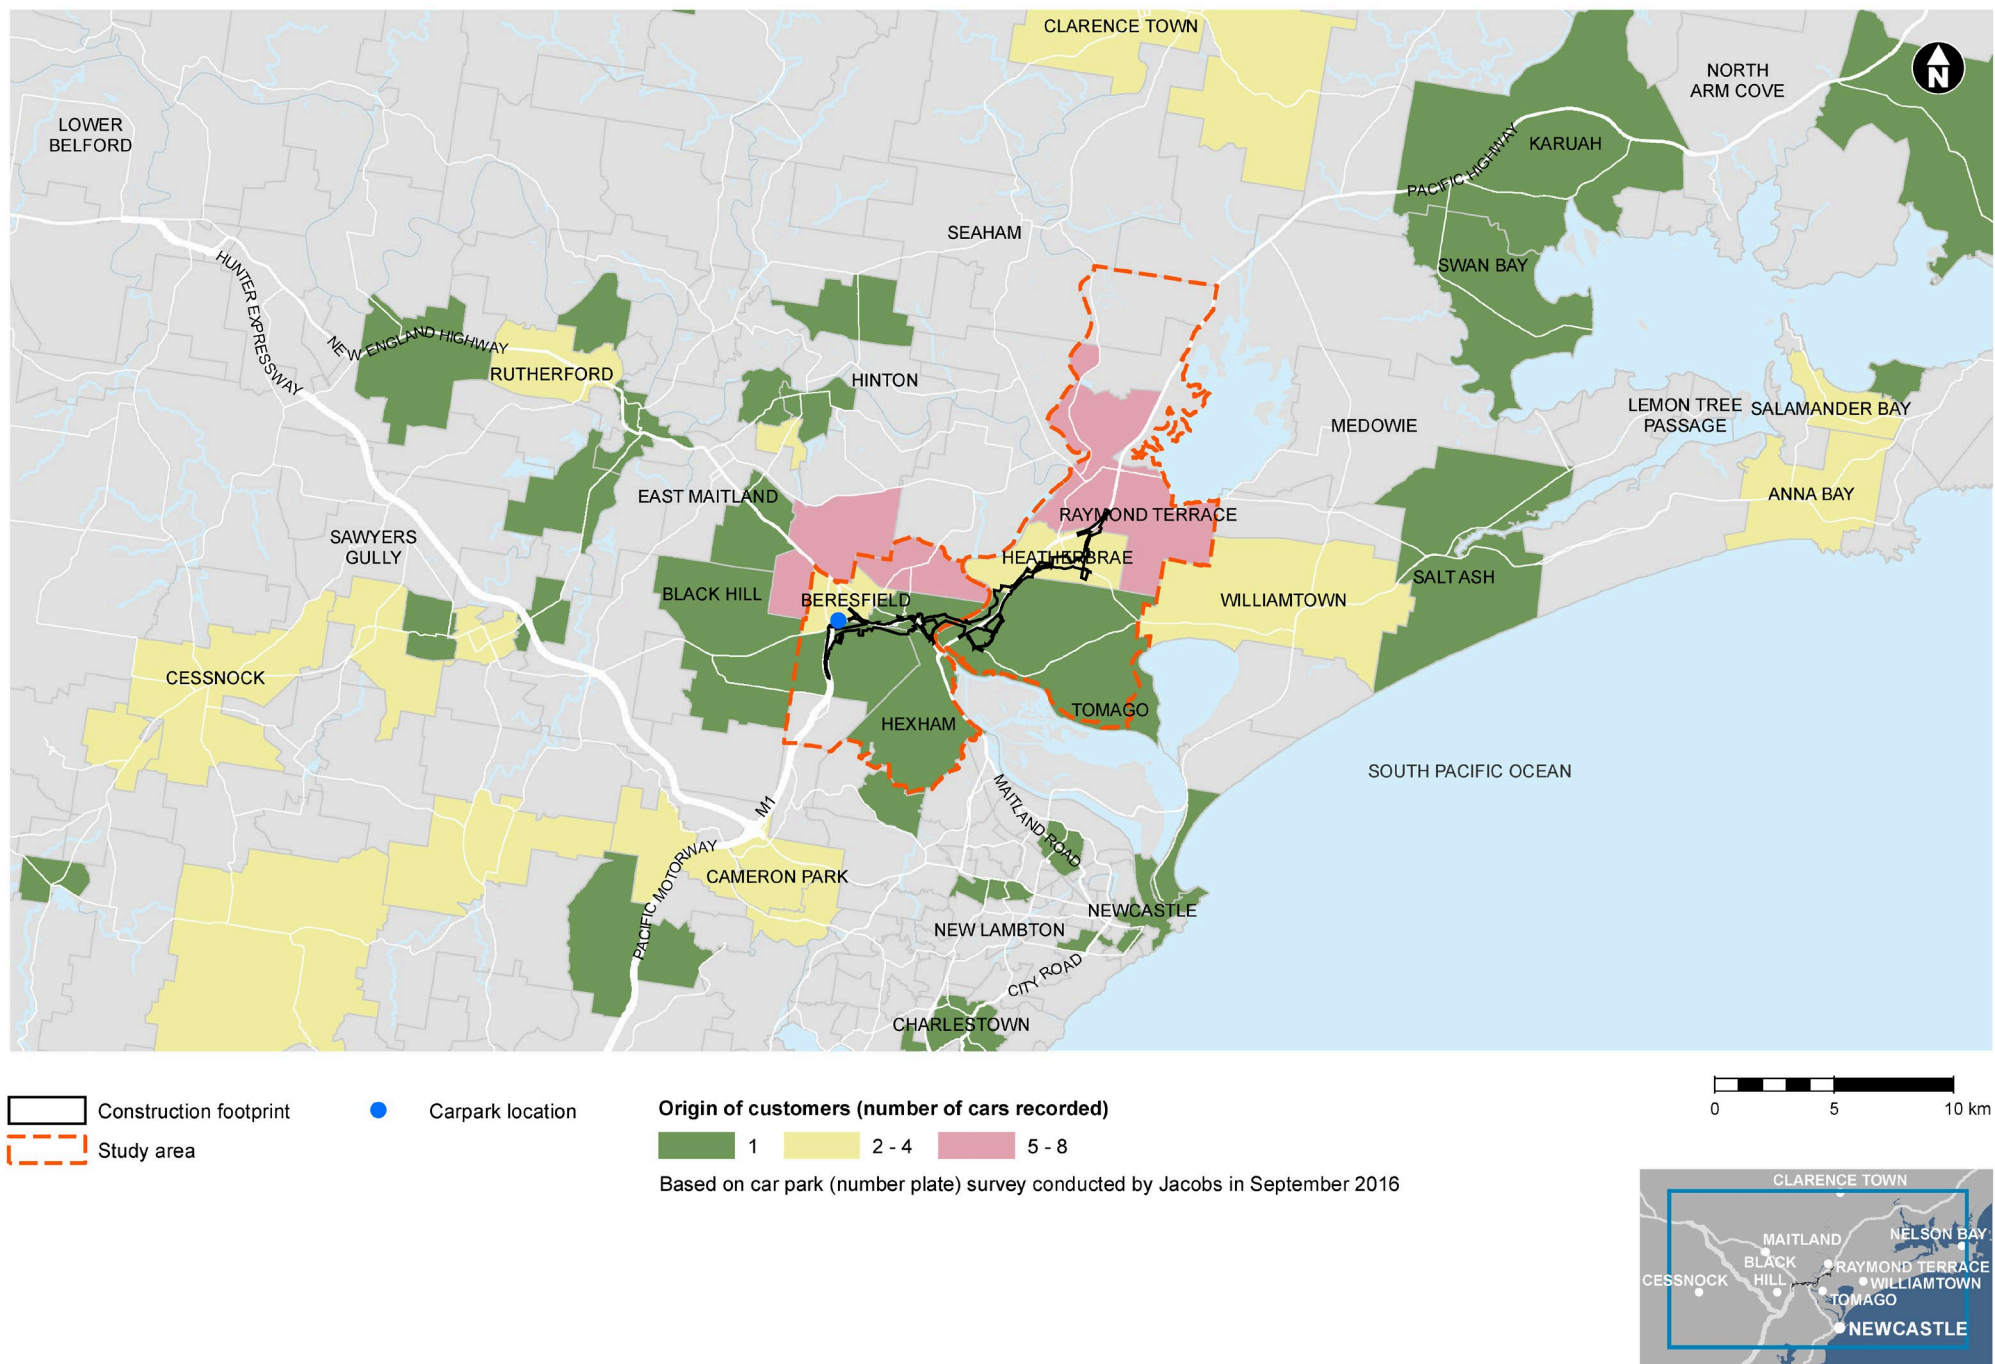 CLARENCE TOWN
N
NORTH
ARM COVE
LOWER
BELFORD
KARUAH
PACIFIC HIGHWAY
SEAHAM
SWAN BAY
HUNTER EXPRESSWAY
NEW ENGLAND HIGHWAY
RUTHERFORD
HINTON
LEMON TREE
PASSAGE
SALAMANDER BAY
MEDOWIE
EAST MAITLAND
ANNA BAY
RAYMOND TERRACE
SAWYERS
GULLY
HEATHERBRAE
SALT ASH
BLACK HILL
BERESFIELD
WILLIAMTOWN
CESSNOCK
TOMAGO
HEXHAM
SOUTH PACIFIC OCEAN
M1
MAITLAND ROAD
PACIFIC MOTORWAY
CAMERON PARK
NEWCASTLE
NEW LAMBTON
CITY ROAD
CHARLESTOWN
Construction footprint
Study area
Carpark location
Origin of customers (number of cars recorded)
1
2 - 4
5 - 8
Based on car park (number plate) survey conducted by Jacobs in September 2016
0 5 10 km
CLARENCE TOWN
NELSON BAY
MAITLAND
BLACK
HILL
RAYMOND TERRACE
CESSNOCK
WILLIAMTOWN
TOMAGO
NEWCASTLE